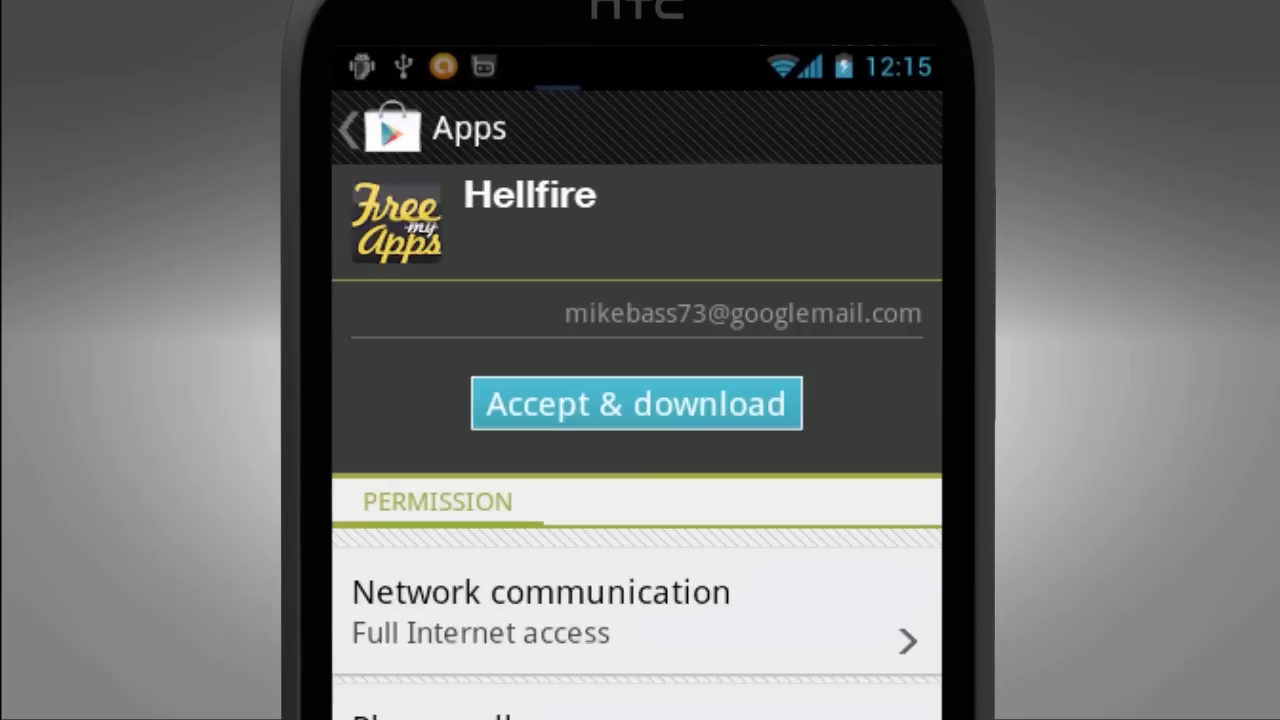 HTC
12:15
Apps
Free my Apps
Hellfire
mikebass73@googlemail.com
Accept & download
PERMISSION
Network communication
Full Internet access